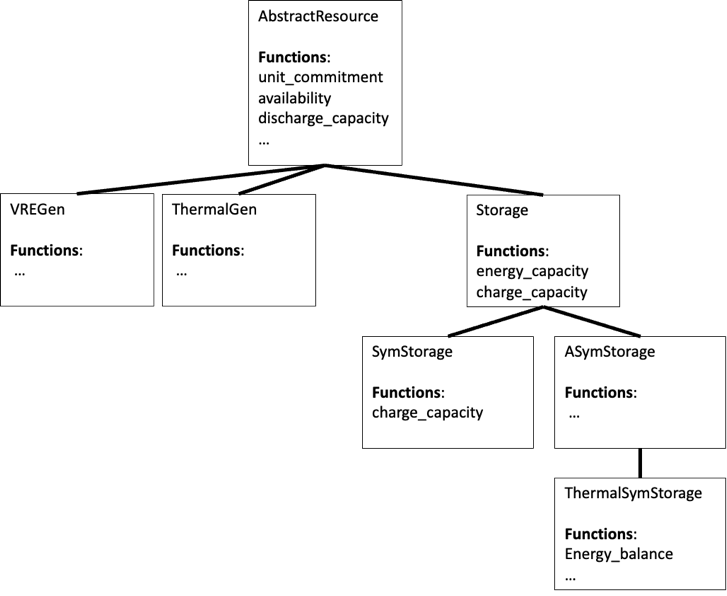 AbstractResource
Functions:
unit_commitment
availability
discharge_capacity
...
VREGen
Functions:
...
ThermalGen
Functions:
...
Storage
Functions:
energy_capacity
charge_capacity
SymStorage
Functions:
charge_capacity
ASymStorage
Functions:
...
ThermalSymStorage
Functions:
Energy_balance
...